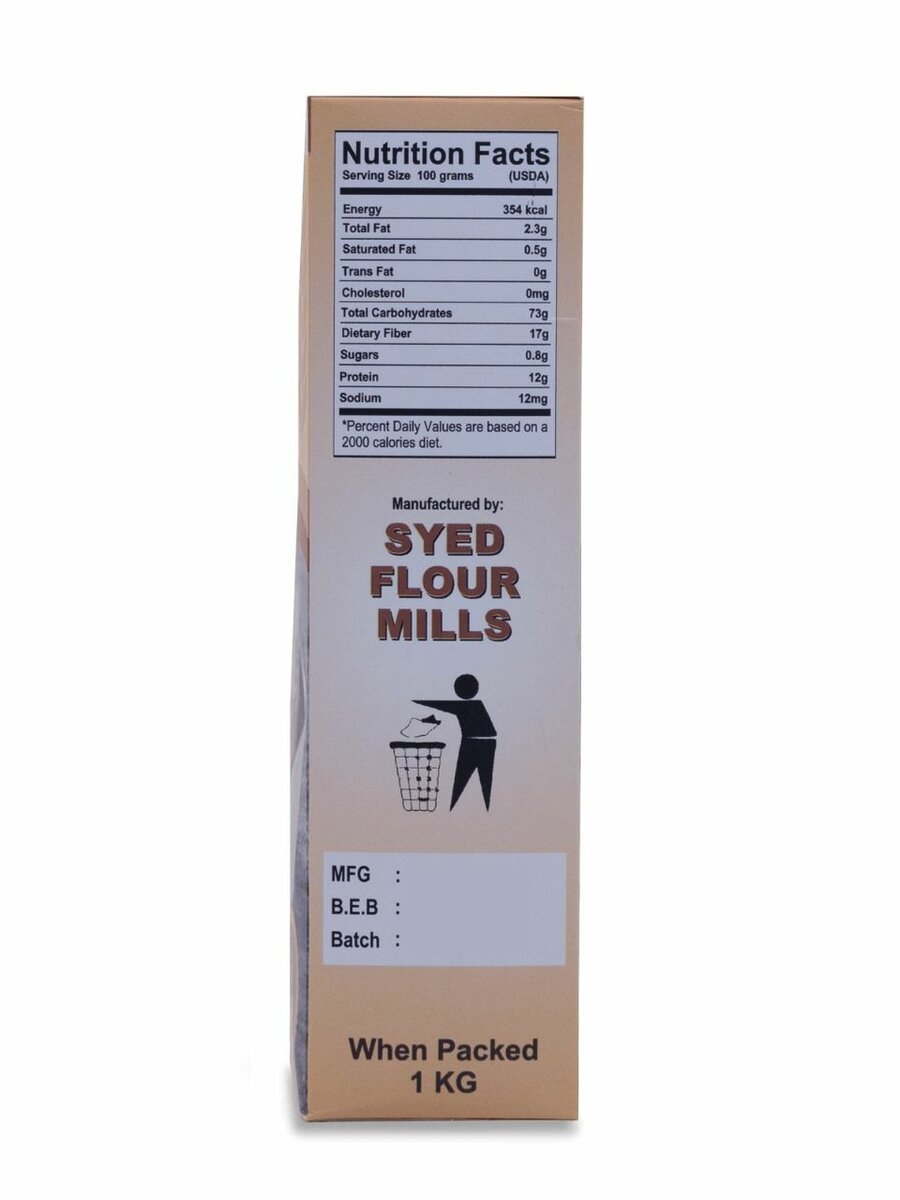 Nutrition Facts
Serving Size 100 grams (USDA)
Energy 354 kcal
Total Fat 2.3g
Saturated Fat 0.5g
Trans Fat 0g
Cholesterol 0mg
Total Carbohydrates 73g
Dietary Fiber 17g
Sugars 0.8g
Protein 12g
Sodium 12mg
*Percent Daily Values are based on a
2000 calories diet.
Manufactured by:
SYED
FLOUR
MILLS
MFG :
B.E.B :
Batch :
When Packed
1 KG